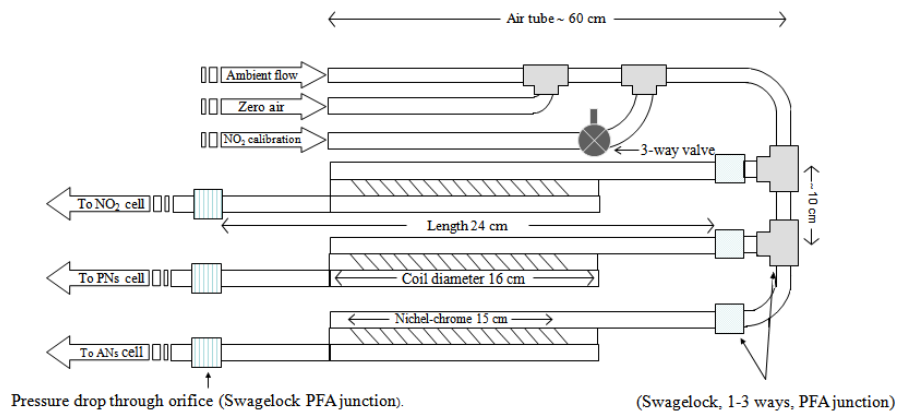 Air tube ~ 60 cm
Ambient flow
Zero air
NO₂ calibration
3-way valve
~ 10 cm
To NO₂ cell
Length 24 cm
To PNs cell
Coil diameter 16 cm
Nichel-chrome 15 cm
To ANs cell
Pressure drop through orifice (Swagelock PFA junction).
(Swagelock, 1-3 ways, PFA junction)